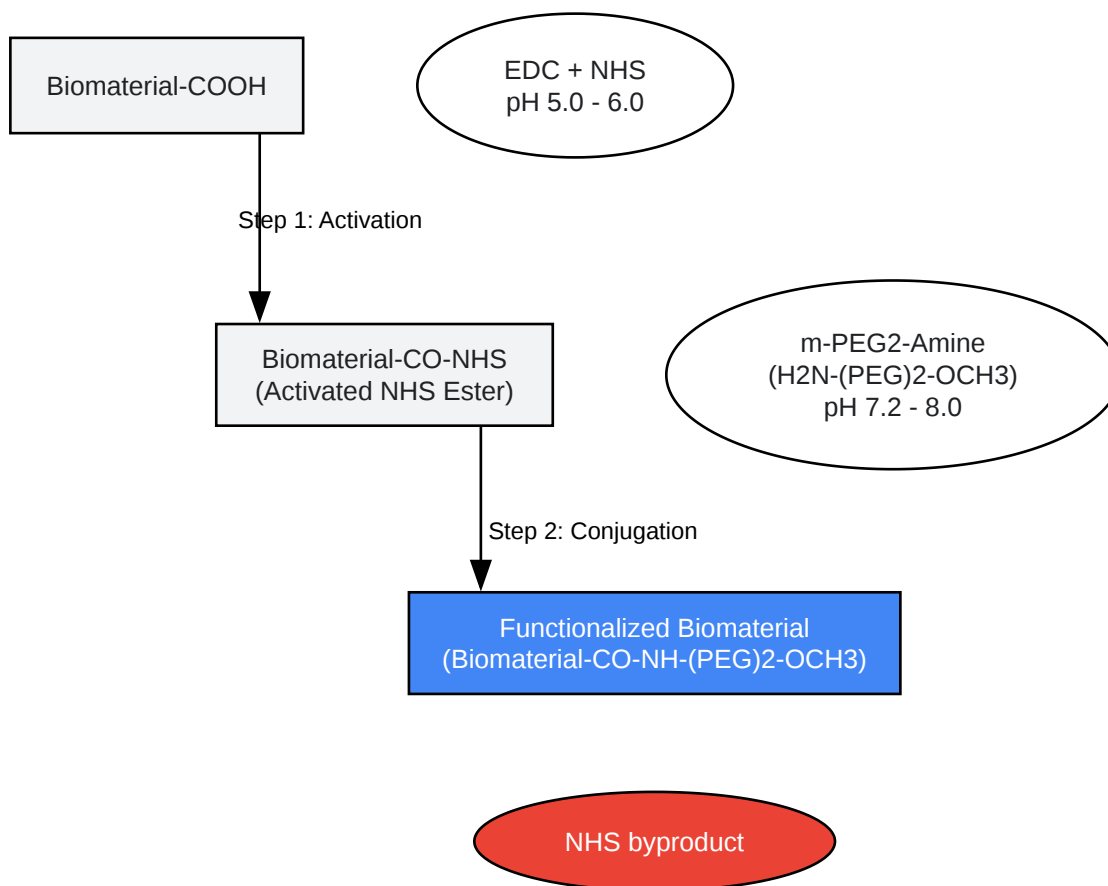 Biomaterial-COOH
EDC + NHS
pH 5.0 - 6.0
Step 1: Activation
Biomaterial-CO-NHS
(Activated NHS Ester)
m-PEG2-Amine
(H2N-(PEG)2-OCH3)
pH 7.2 - 8.0
Step 2: Conjugation
Functionalized Biomaterial
(Biomaterial-CO-NH-(PEG)2-OCH3)
NHS byproduct